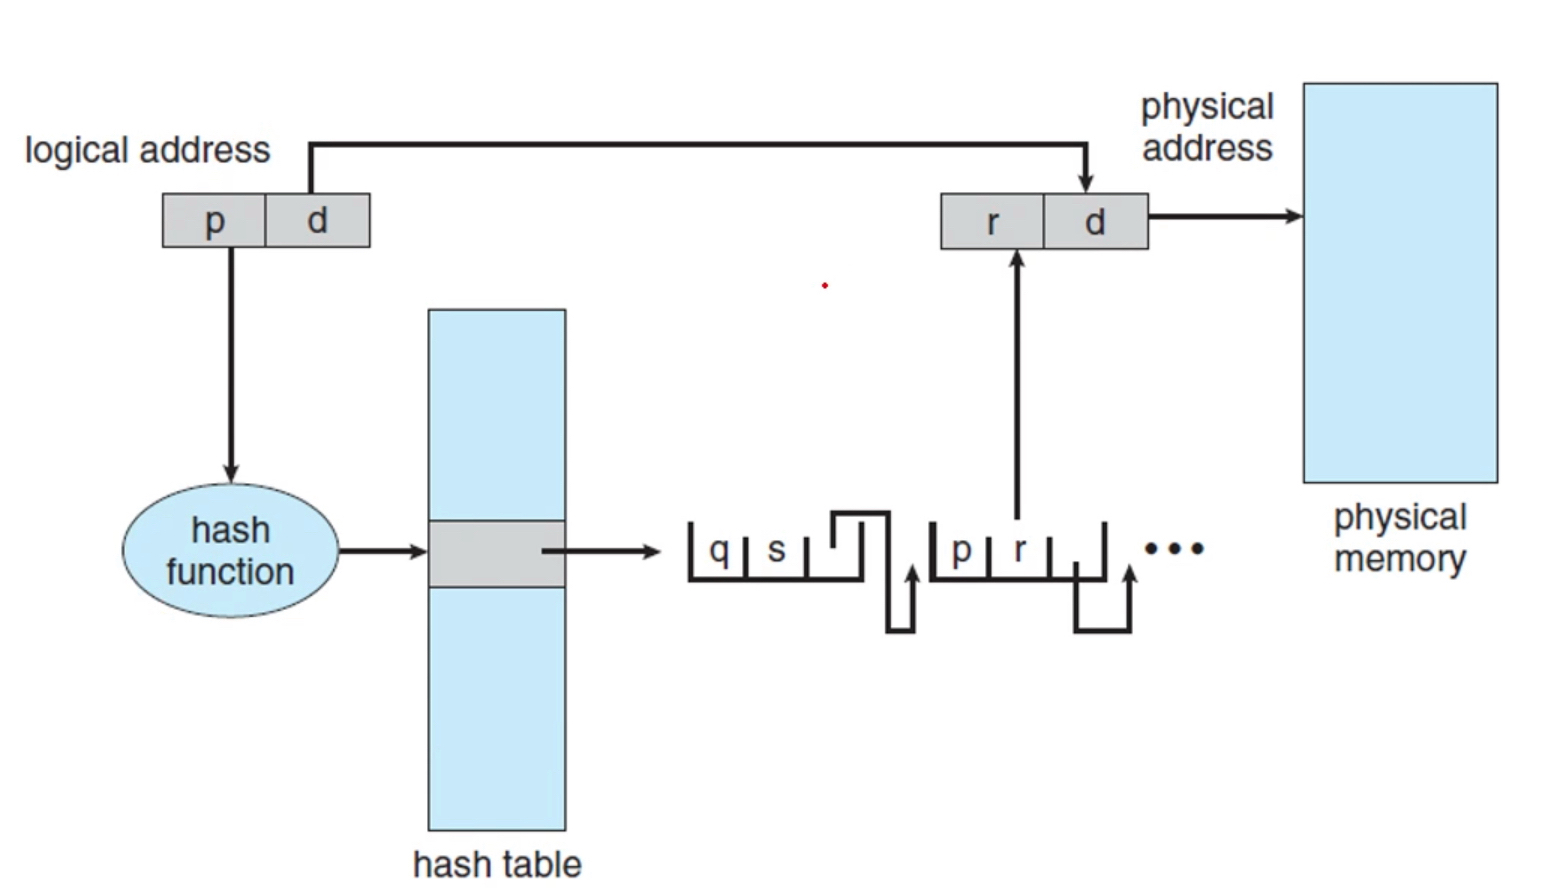 physical
address
logical address
p d
r d
hash
function
q s
p r
•••
physical
memory
hash table